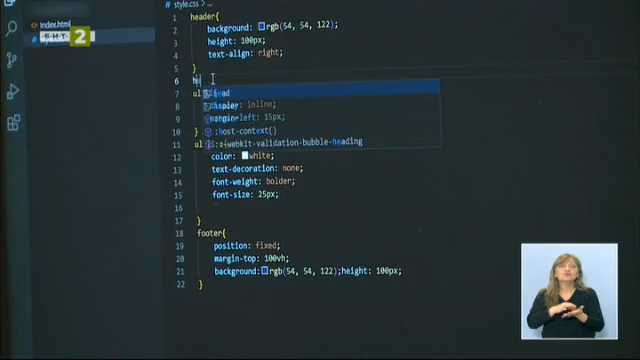 style.css > ...
index.html
БНТ 2
1 header{
2 background: rgb(54, 54, 122);
3 height: 100px;
4 text-align: right;
5 }
6 he
7 ul head
8 display: inline;
9 margin-left: 15px;
10 } :host-context()
11 ul webkit-validation-bubble-heading
12 color: white;
13 text-decoration: none;
14 font-weight: bolder;
15 font-size: 25px;
16
17 }
18 footer{
19 position: fixed;
20 margin-top: 100vh;
21 background: rgb(54, 54, 122);height: 100px;
22 }